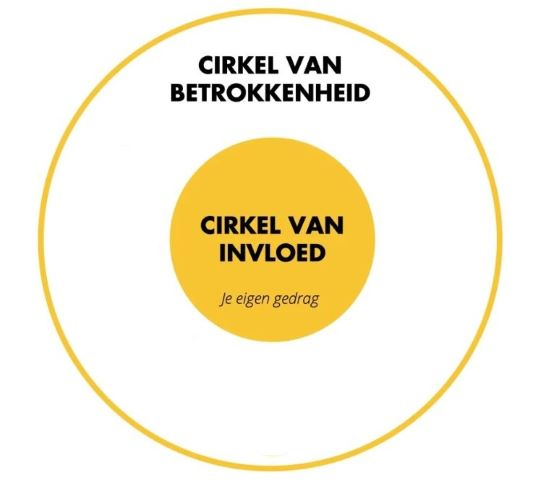 CIRKEL VAN
BETROKKENHEID
CIRKEL VAN
INVLOED
Je eigen gedrag